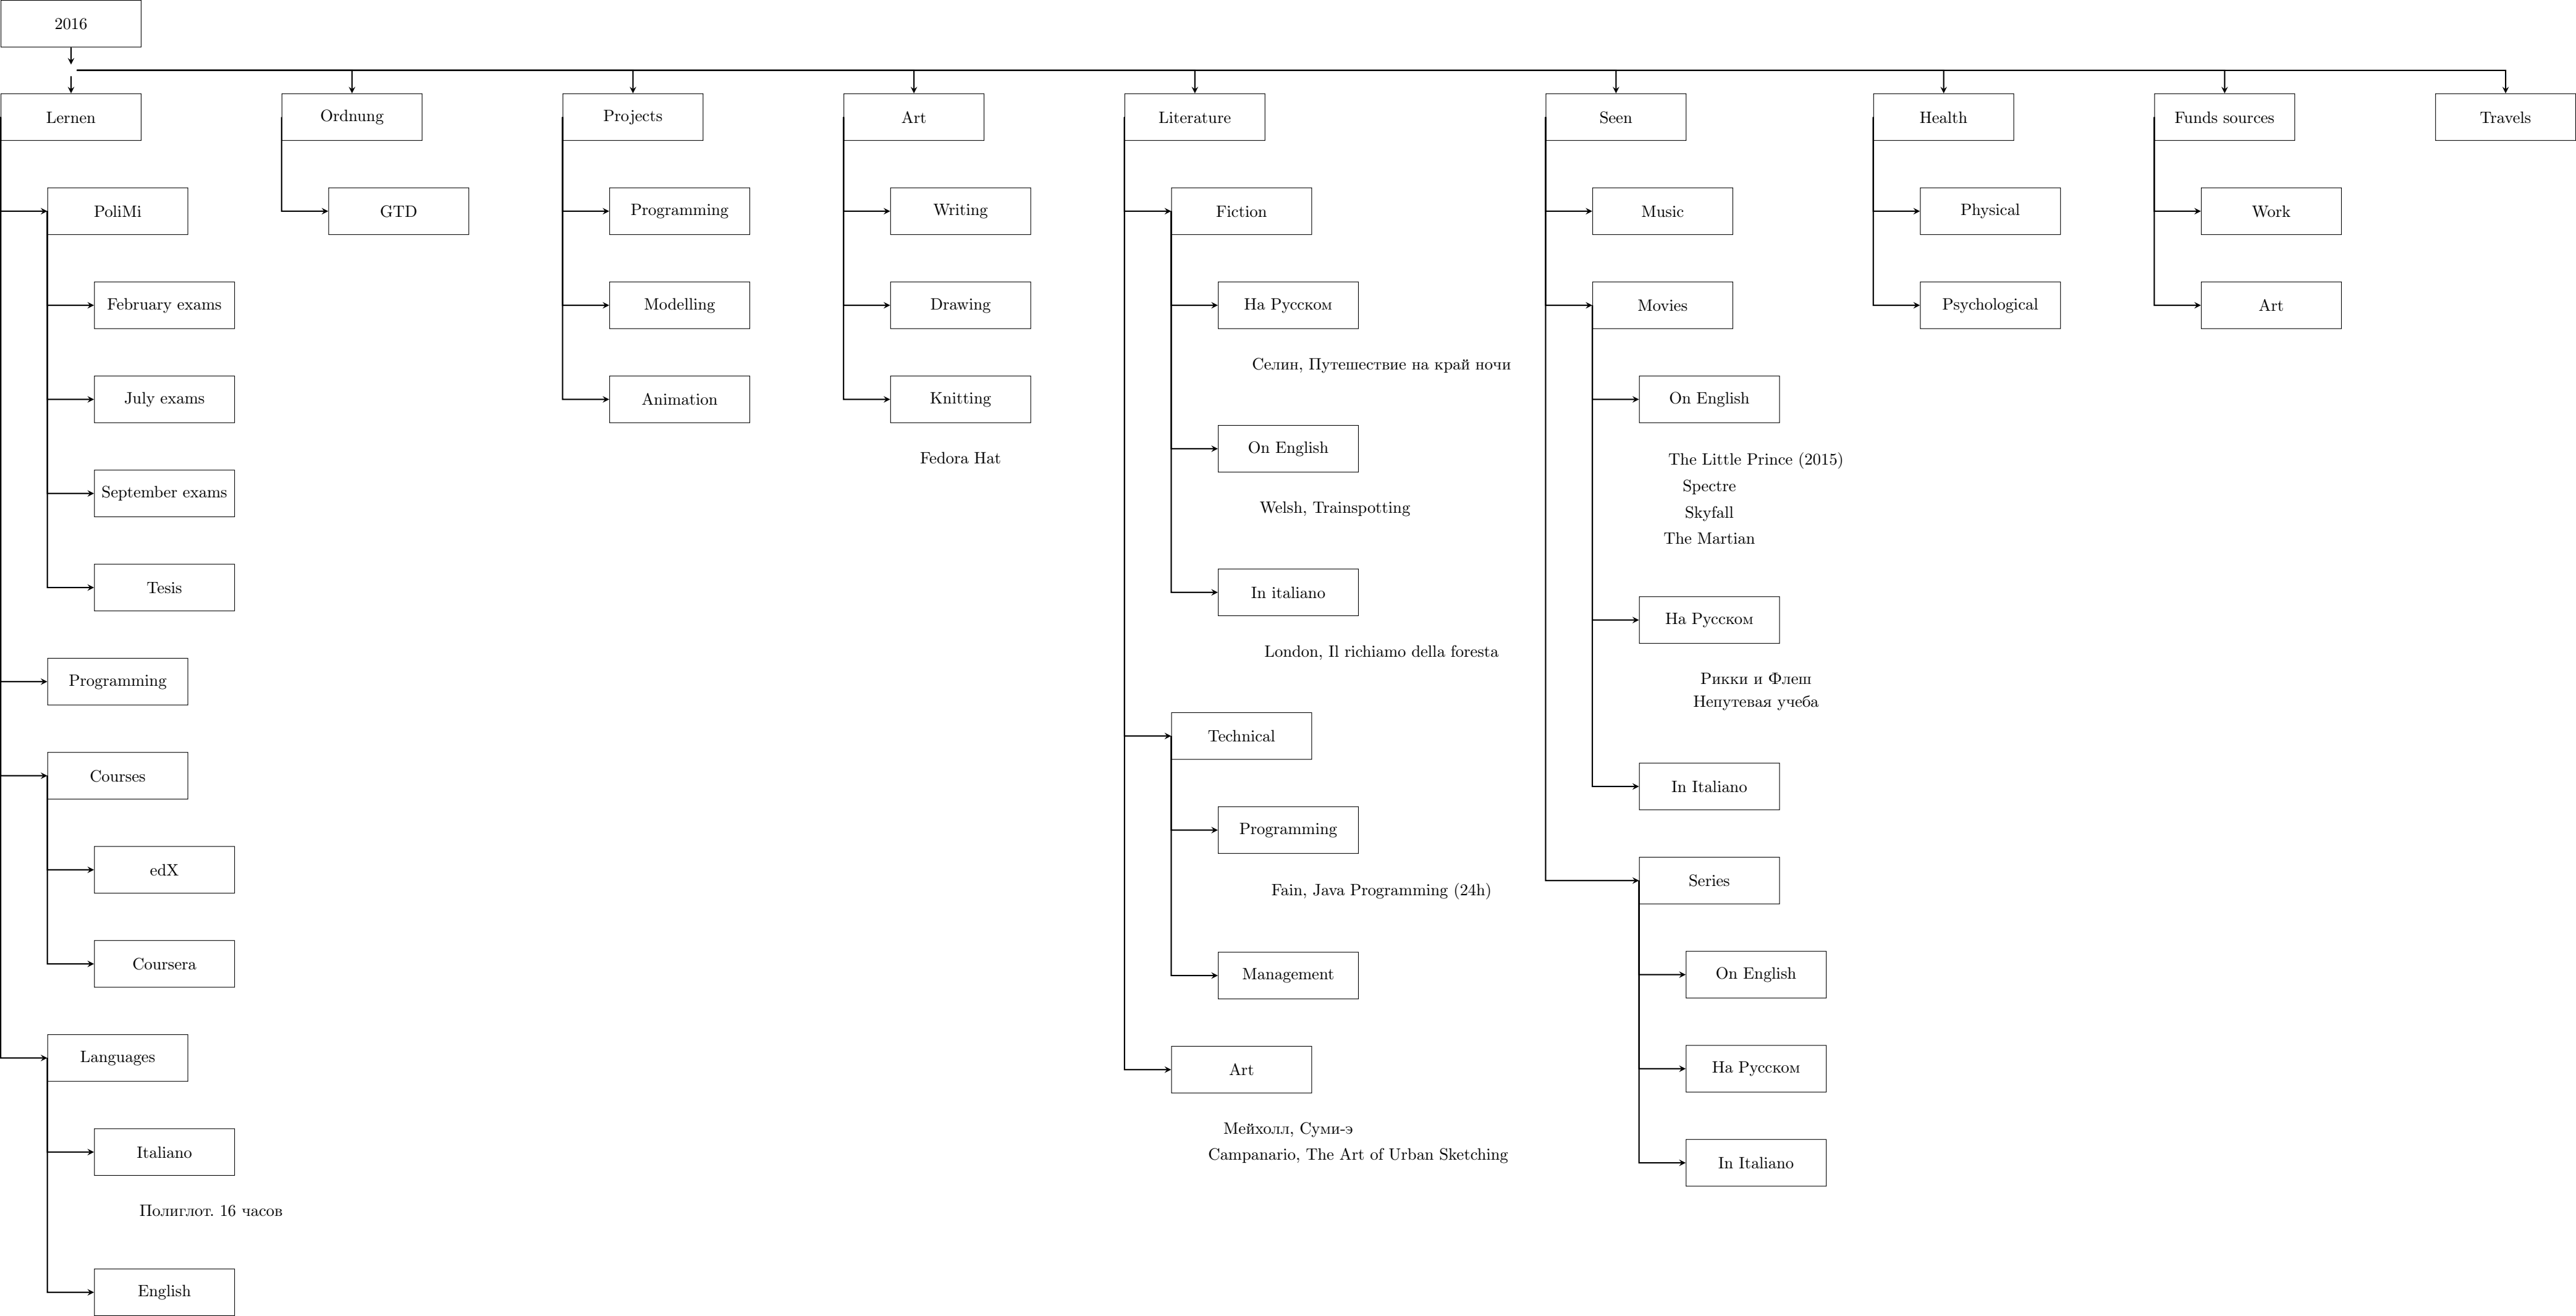 2016
Lernen
PoliMi
February exams
July exams
September exams
Tesis
Programming
Courses
edX
Coursera
Languages
Italiano
Полиглот. 16 часов
English
Ordnung
GTD
Projects
Programming
Modelling
Animation
Art
Writing
Drawing
Knitting
Fedora Hat
Literature
Fiction
На Русском
Селин, Путешествие на край ночи
On English
Welsh, Trainspotting
In italiano
London, Il richiamo della foresta
Technical
Programming
Fain, Java Programming (24h)
Management
Art
Мейхолл, Суми-э
Campanario, The Art of Urban Sketching
Seen
Music
Movies
On English
The Little Prince (2015)
Spectre
Skyfall
The Martian
На Русском
Рикки и Флеш
Непутевая учеба
In Italiano
Series
On English
На Русском
In Italiano
Health
Physical
Psychological
Funds sources
Work
Art
Travels